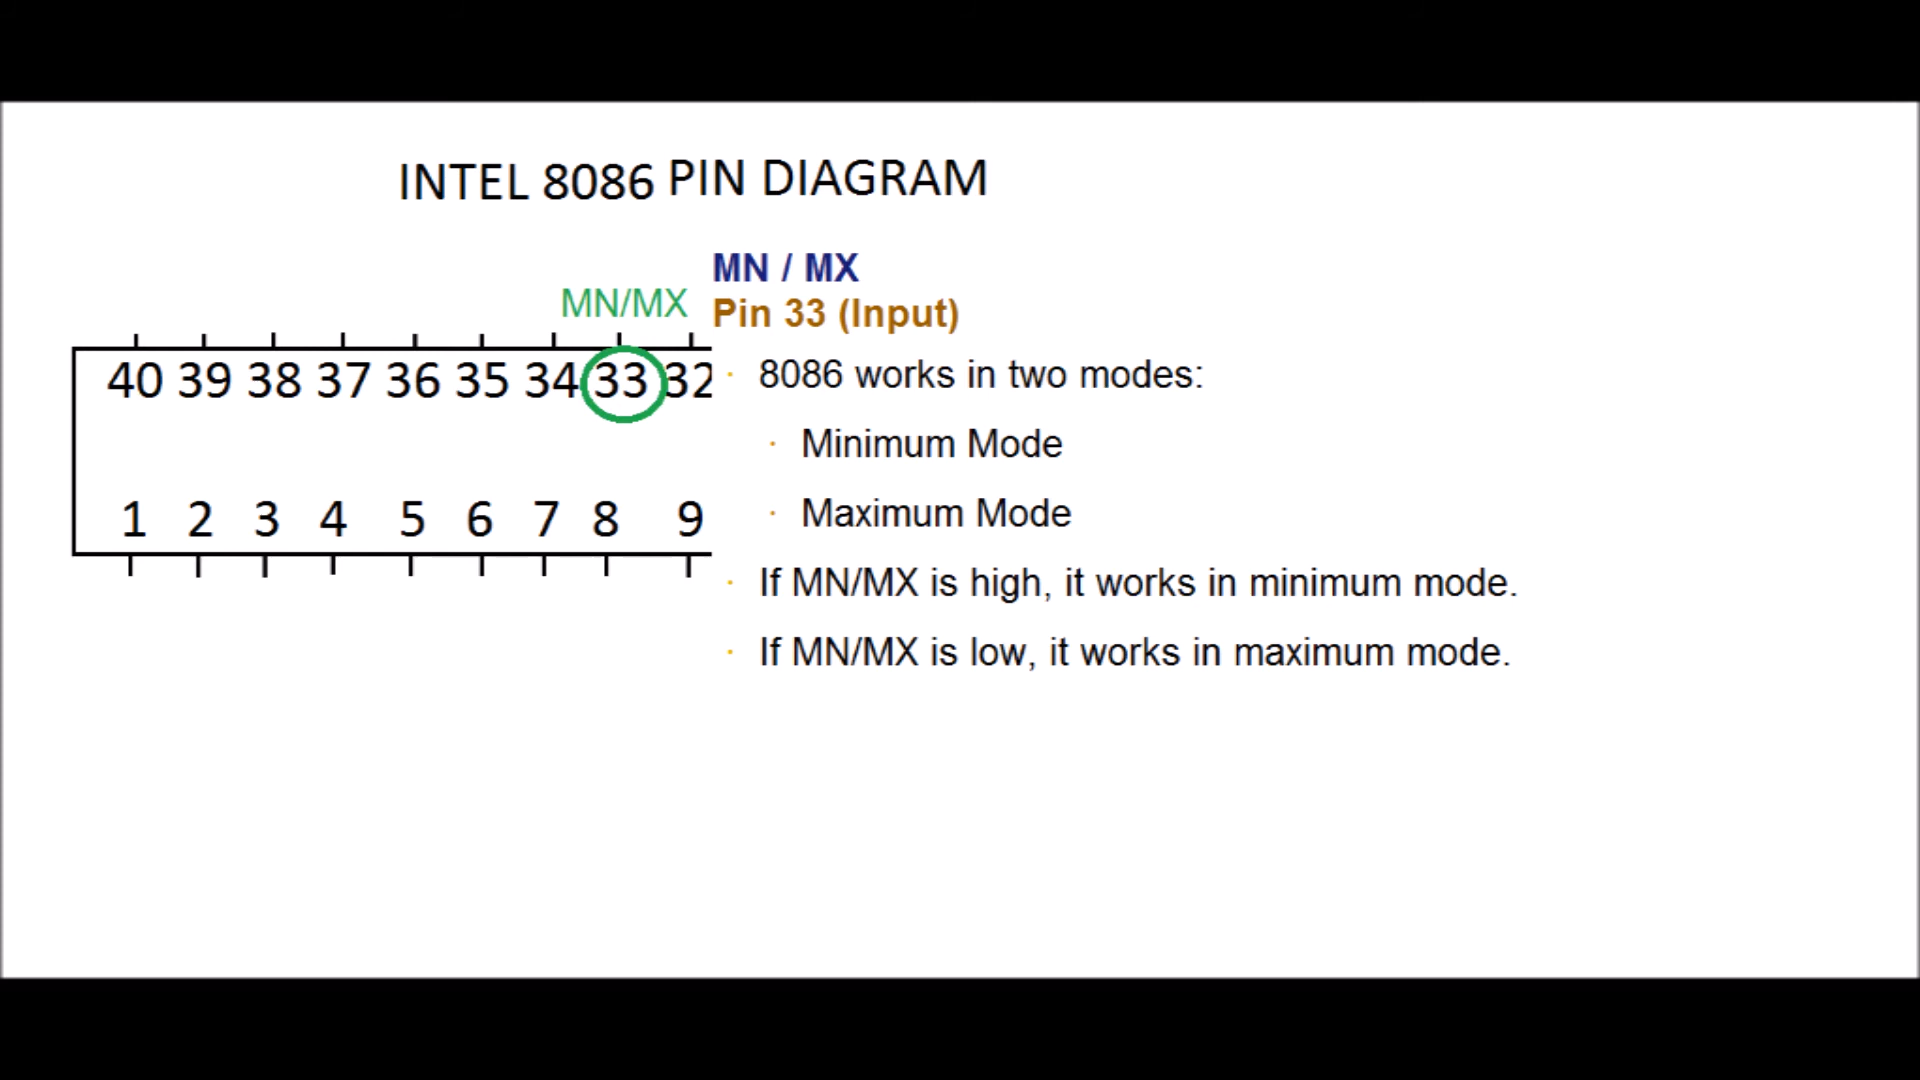 INTEL 8086 PIN DIAGRAM
MN / MX
MN/MX
Pin 33 (Input)
40 39 38 37 36 35 34 33 32
· 8086 works in two modes:
· Minimum Mode
· Maximum Mode
1 2 3 4 5 6 7 8 9
· If MN/MX is high, it works in minimum mode.
· If MN/MX is low, it works in maximum mode.